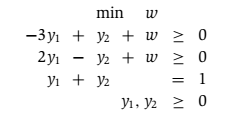 min w
−3y₁ + y₂ + w ≥ 0
2y₁ − y₂ + w ≥ 0
y₁ + y₂ = 1
y₁, y₂ ≥ 0